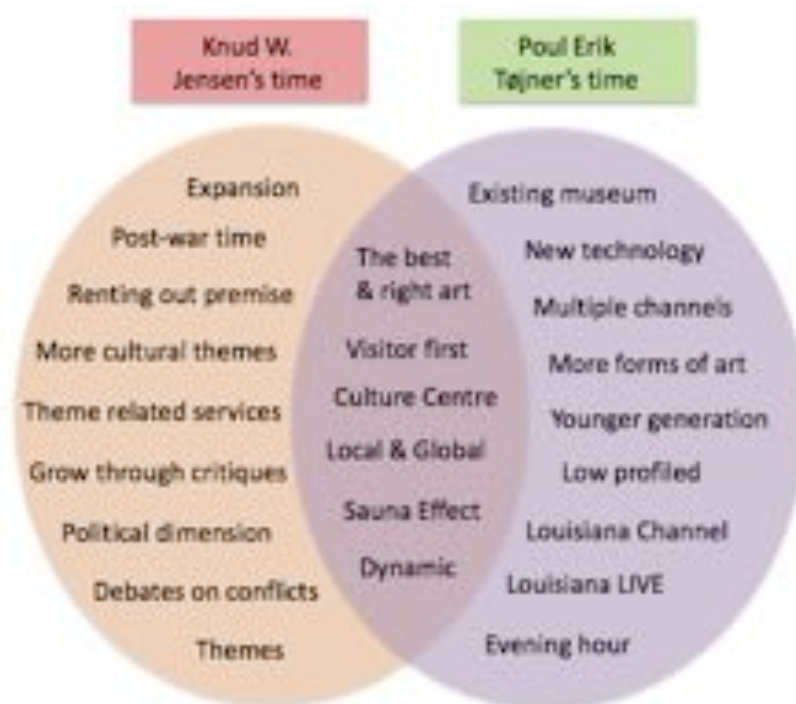 Knud W.
Jensen's time
Poul Erik
Tøjner's time
Expansion
Post-war time
Renting out premise
More cultural themes
Theme related services
Grow through critiques
Political dimension
Debates on conflicts
Themes
The best
& right art
Visitor first
Culture Centre
Local & Global
Sauna Effect
Dynamic
Existing museum
New technology
Multiple channels
More forms of art
Younger generation
Low profiled
Louisiana Channel
Louisiana LIVE
Evening hour